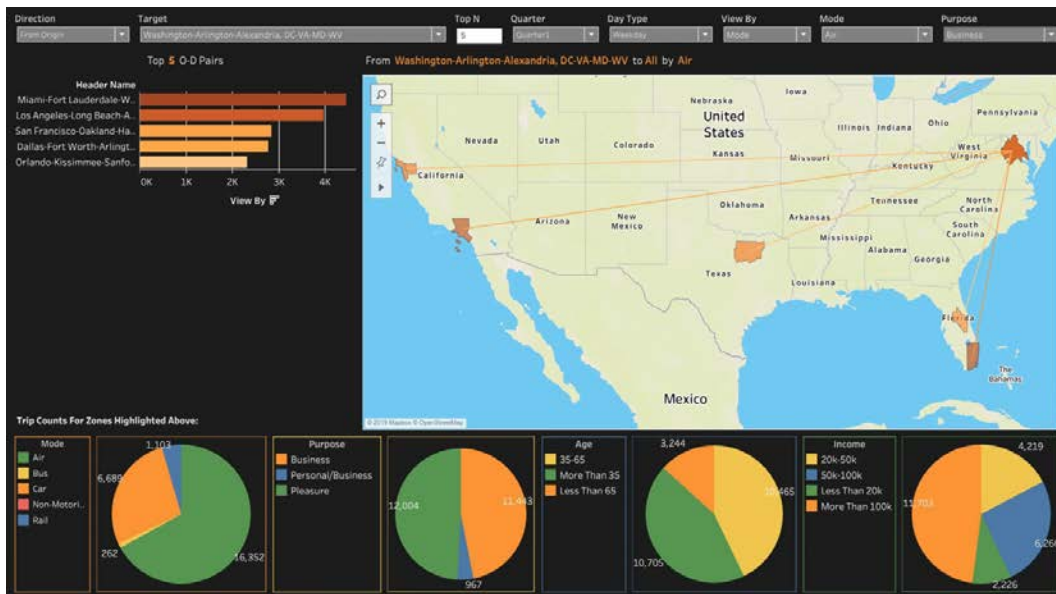 Direction Target Top N Quarter Day Type View By Mode Purpose
From Origin Washington-Arlington-Alexandria, DC-VA-MD-WV 5 Quarter1 Weekday Mode Air Business
Top 5 O-D Pairs
From Washington-Arlington-Alexandria, DC-VA-MD-WV to All by Air
Header Name
Miami-Fort Lauderdale-W..
Los Angeles-Long Beach-A..
San Francisco-Oakland-Ha..
Dallas-Fort Worth-Arlingt..
Orlando-Kissimmee-Sanfo..
0K 1K 2K 3K 4K
View By
Nebraska
Iowa
United
States
Pennsylvania
Nevada
Utah
Colorado
Kansas
Missouri
Illinois
Indiana
Ohio
West
Virginia
Kentucky
California
Arizona
New
Mexico
Oklahoma
Arkansas
Tennessee
North
Carolina
South
Carolina
Mississippi
Alabama
Georgia
Texas
Louisiana
Florida
The
Bahamas
Mexico
© 2019 Mapbox © OpenStreetMap
Trip Counts For Zones Highlighted Above:
Mode
Air
Bus
Car
Non-Motori..
Rail
1,103
6,689
262
16,352
Purpose
Business
Personal/Business
Pleasure
12,004
11,443
967
Age
35-65
More Than 35
Less Than 65
3,244
10,465
10,705
Income
20k-50k
50k-100k
Less Than 20k
More Than 100k
4,219
11,703
2,226